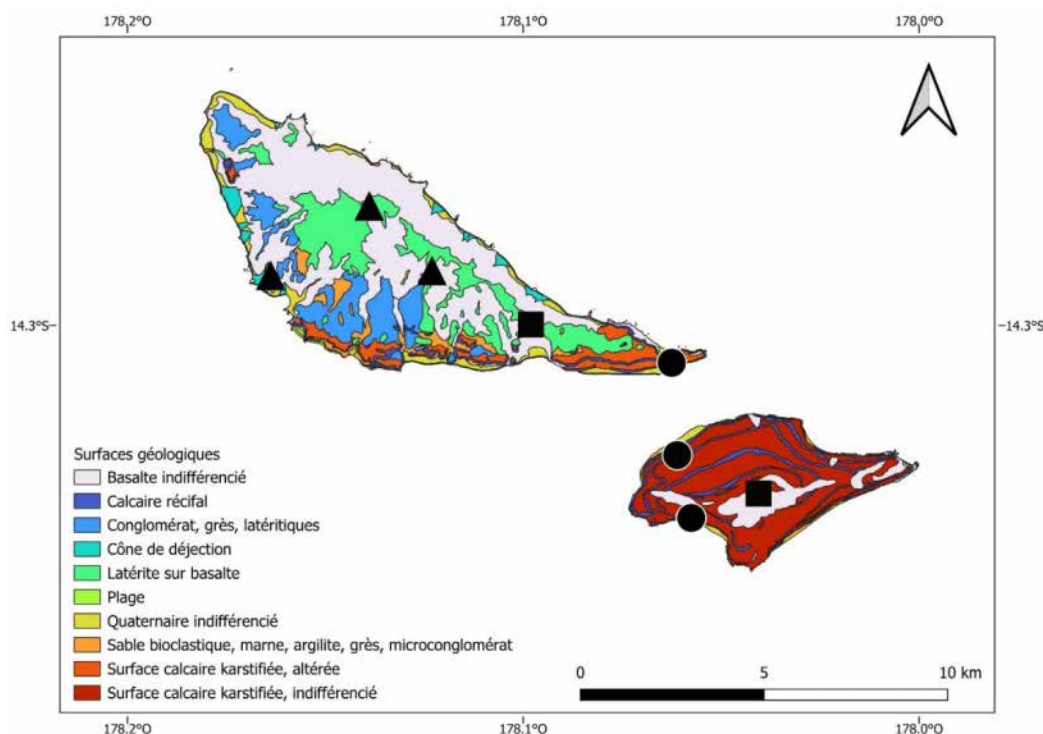 178.2°O 178.1°O 178.0°O
14.3°S 14.3°S
Surfaces géologiques
Basalte indifférencié
Calcaire récifal
Conglomérat, grès, latéritiques
Cône de déjection
Latérite sur basalte
Plage
Quaternaire indifférencié
Sable bioclastique, marne, argilite, grès, microconglomérat
Surface calcaire karstifiée, altérée
Surface calcaire karstifiée, indifférencié
0 5 10 km
178.2°O 178.1°O 178.0°O